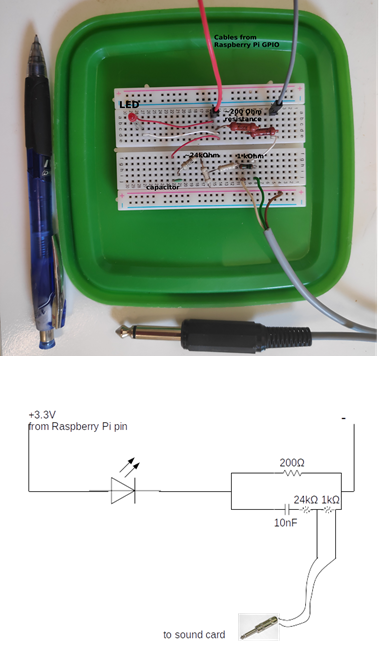 Cables from
Raspberry Pi GPIO
LED
~200 Ohm
resistance
~24kOhm
1kOhm
capacitor
+3.3V
from Raspberry Pi pin
-
200Ω
24kΩ 1kΩ
10nF
to sound card